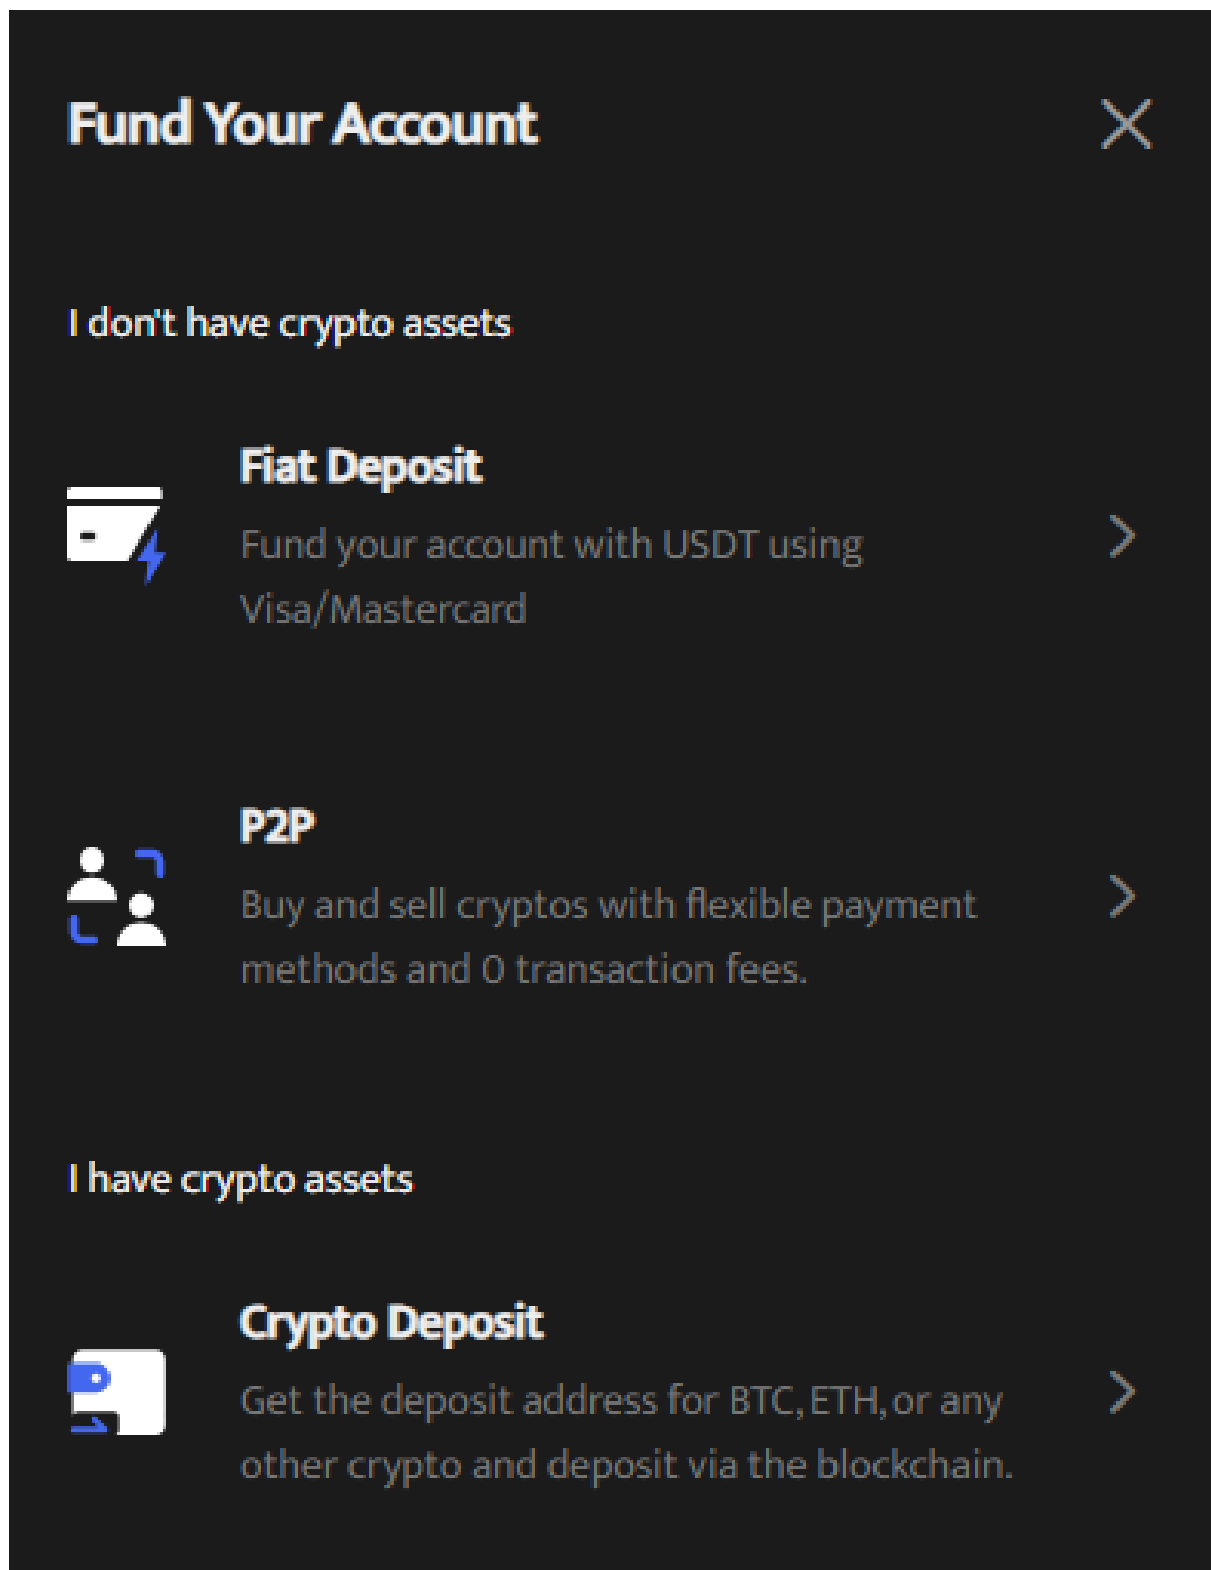 Fund Your Account
I don't have crypto assets
Fiat Deposit
Fund your account with USDT using
Visa/Mastercard
P2P
Buy and sell cryptos with flexible payment
methods and 0 transaction fees.
I have crypto assets
Crypto Deposit
Get the deposit address for BTC, ETH, or any
other crypto and deposit via the blockchain.